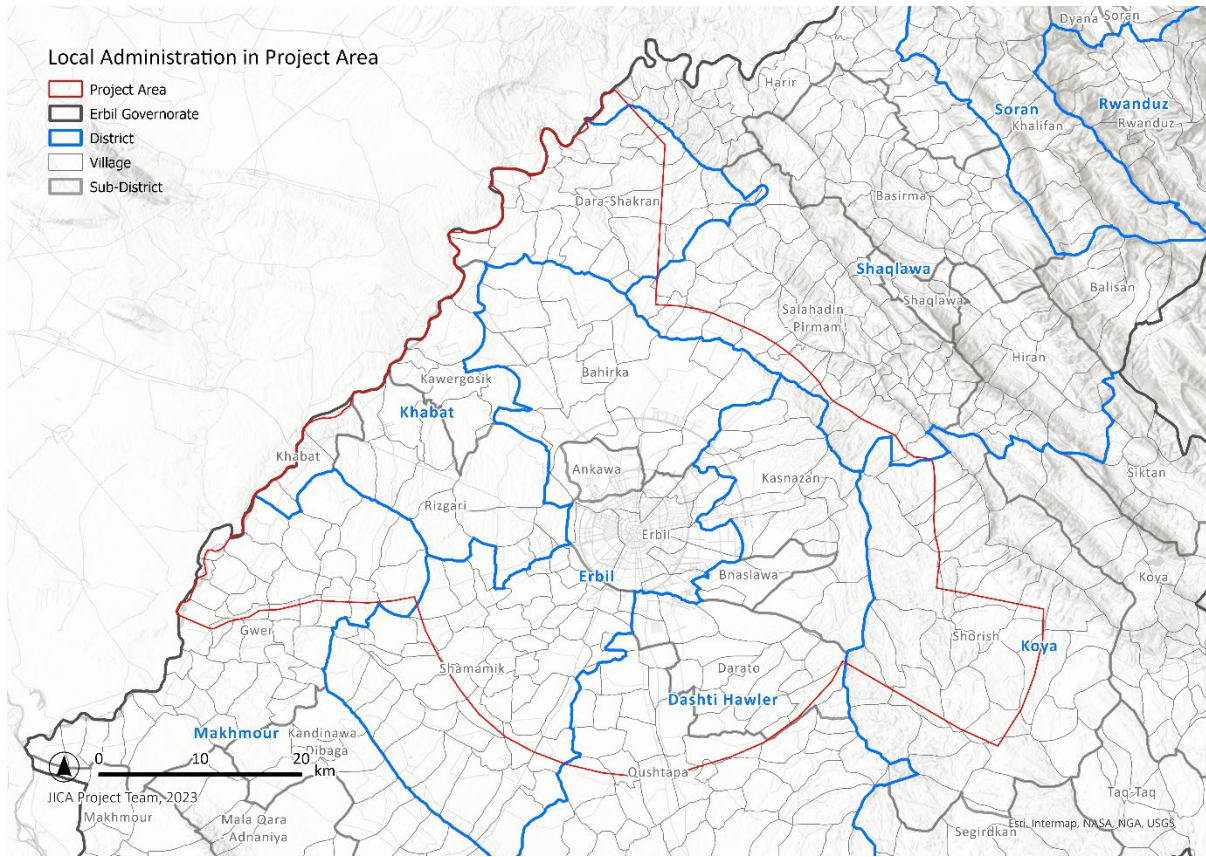 Local Administration in Project Area
Project Area
Erbil Governorate
District
Village
Sub-District
Dyana Soran
Harir
Soran
Khalifan
Rwanduz
Rwanduz
Dara-Shakran
Basirma
Shaqlawa
Shaqlawa
Balisan
Salahadin
Pirmam
Hiran
Bahirka
Kawergosik
Khabat
Khabat
Ankawa
Kasnazan
Siktan
Rizgari
Erbil
Erbil
Bnaslawa
Koya
Gwer
Shorish
Koya
Shamamik
Darato
Dashti Hawler
Makhmour
Kandinawa
Dibaga
Qushtapa
0 10 20
km
JICA Project Team, 2023
Makhmour
Mala Qara
-Adnaniya
Taq-Taq
Segirdkan
Esri, Intermap, NASA, NGA, USGS